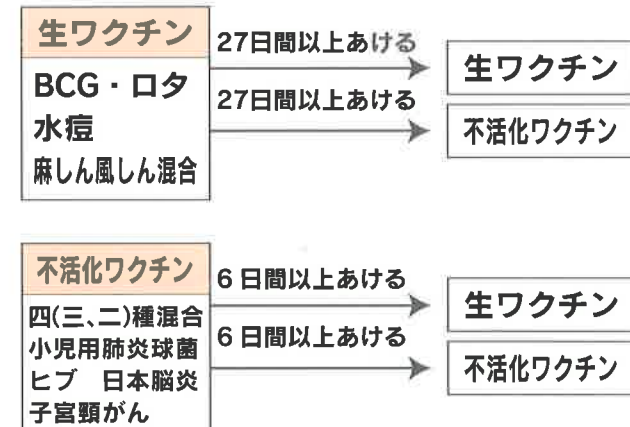 生ワクチン
BCG・ロタ
水痘
麻しん風しん混合
27日間以上あける
27日間以上あける
生ワクチン
不活化ワクチン
不活化ワクチン
四(三、二)種混合
小児用肺炎球菌
ヒブ 日本脳炎
子宮頸がん
6日間以上あける
6日間以上あける
生ワクチン
不活化ワクチン